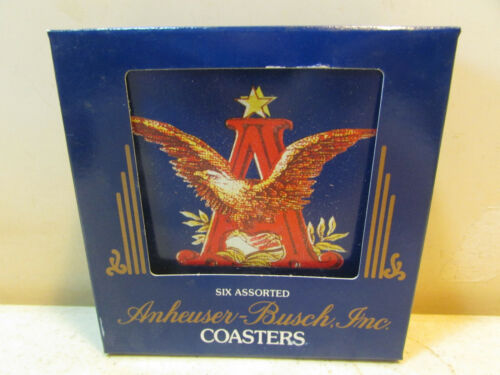 A
SIX ASSORTED
Anheuser-Busch, Inc.
COASTERS